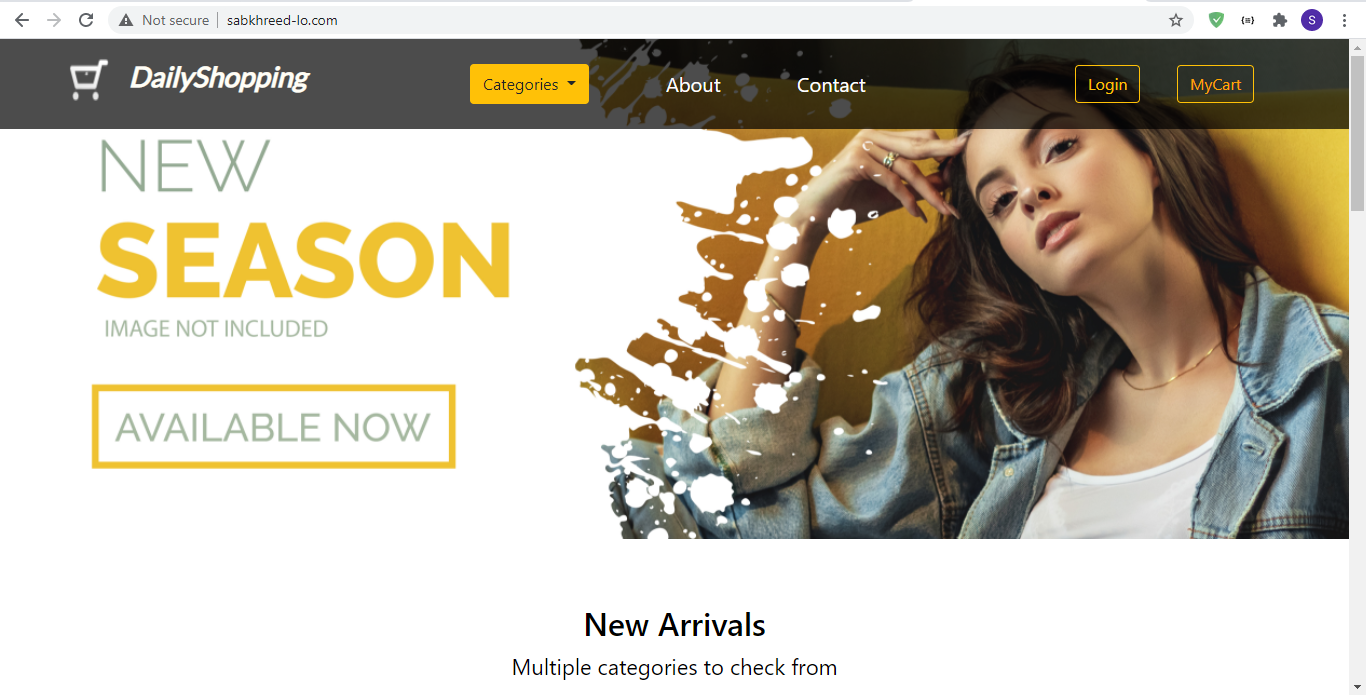 Not secure
sabkhreed-lo.com
S
DailyShopping
Categories
About
Contact
Login
MyCart
NEW
SEASON
IMAGE NOT INCLUDED
AVAILABLE NOW
New Arrivals
Multiple categories to check from